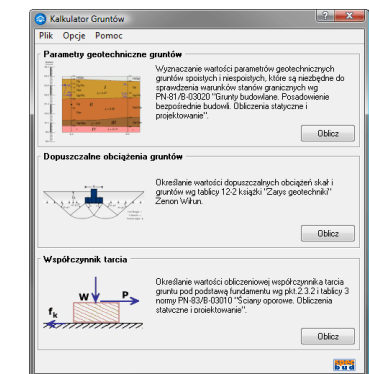 Kalkulator Gruntów
Plik Opcje Pomoc
Parametry geotechniczne gruntów
Wyznaczanie wartości parametrów geotechnicznych
gruntów spoistych i niespoistych, które są niezbędne do
sprawdzenia warunków stanów granicznych wg
PN-81/B-03020 "Grunty budowlane. Posadowienie
bezpośrednie budowli. Obliczenia statyczne i
projektowanie".
Oblicz
Dopuszczalne obciążenia gruntów
Określanie wartości dopuszczalnych obciążeń skał i
gruntów wg tablicy 12-2 książki "Zarys geotechniki"
Zenon Wiłun.
Oblicz
Współczynnik tarcia
W P
f k
Określanie wartości obliczeniowej współczynnika tarcia
gruntu pod podstawą fundamentu wg pkt.2.3.2 i tablicy 3
normy PN-83/B-03010 "Ściany oporowe. Obliczenia
statyczne i projektowanie".
Oblicz